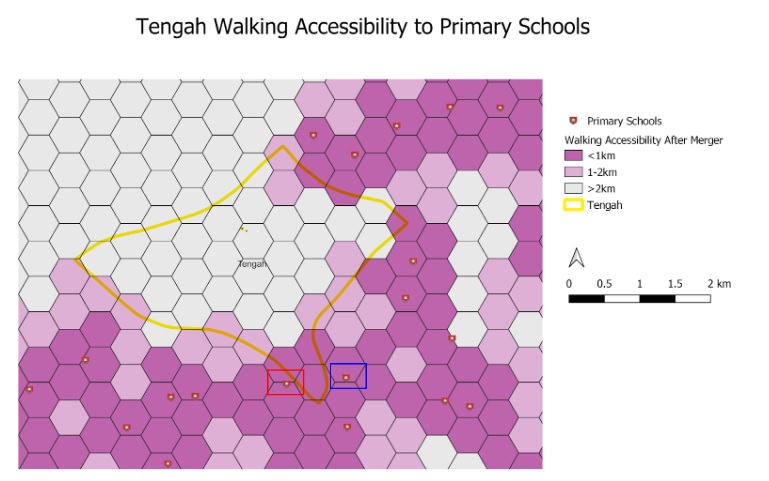 Tengah Walking Accessibility to Primary Schools
Primary Schools
Walking Accessibility After Merger
<1km
1-2km
>2km
Tengah
Tengah
0 0.5 1 1.5 2 km